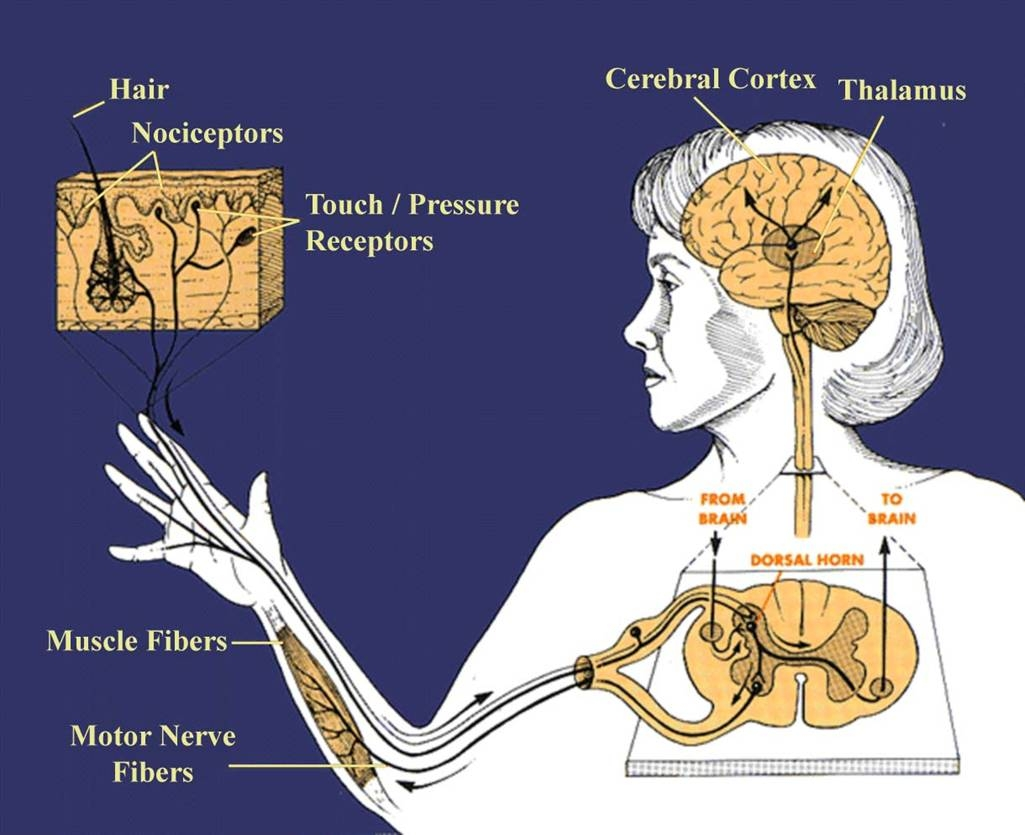 Hair
Nociceptors
Touch / Pressure
Receptors
Cerebral Cortex
Thalamus
FROM
BRAIN
TO
BRAIN
DORSAL HORN
Muscle Fibers
Motor Nerve
Fibers